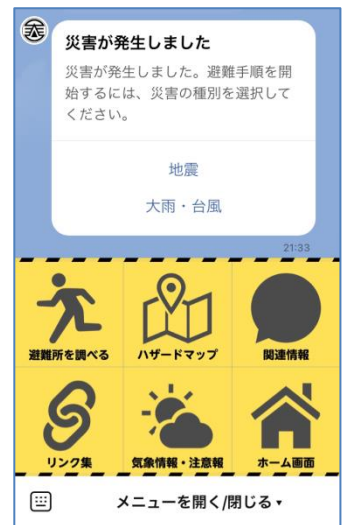 災害が発生しました
災害が発生しました。避難手順を開
始するには、災害の種別を選択して
ください。
地震
大雨・台風
21:33
避難所を調べる
ハザードマップ
関連情報
リンク集
気象情報・注意報
ホーム画面
メニューを開く/閉じる▾